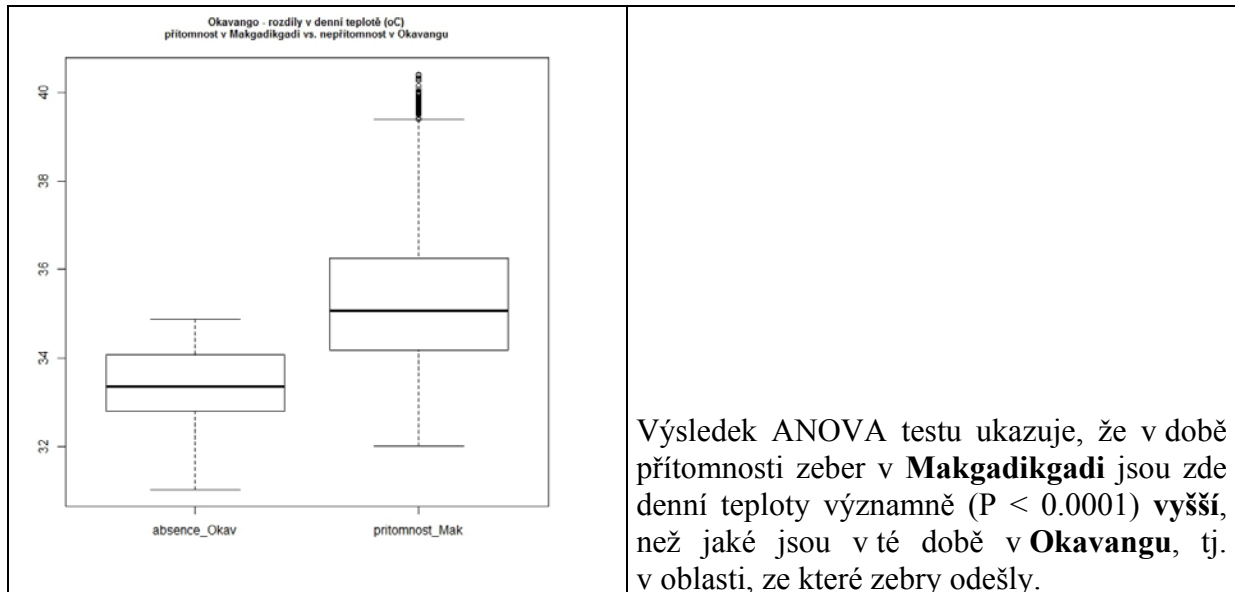 Okavango - rozdíly v denní teplotě (oC)
přítomnost v Makgadikgadi vs. nepřítomnost v Okavangu
40
38
36
34
32
absence_Okav
pritomnost_Mak
Výsledek ANOVA testu ukazuje, že v době
přítomnosti zeber v Makgadikgadi jsou zde
denní teploty významně (P < 0.0001) vyšší,
než jaké jsou v té době v Okavangu, tj.
v oblasti, ze které zebry odešly.